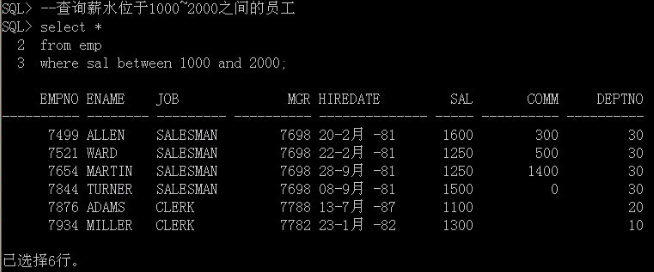 SQL> --查询薪水位于1000~2000之间的员工
SQL> select *
  2  from emp
  3  where sal between 1000 and 2000;
     EMPNO ENAME      JOB              MGR HIREDATE          SAL       COMM     DEPTNO
---------- ---------- --------- ---------- -------------- ---------- ---------- ----------
      7499 ALLEN      SALESMAN        7698 20-2月 -81       1600        300         30
      7521 WARD       SALESMAN        7698 22-2月 -81       1250        500         30
      7654 MARTIN     SALESMAN        7698 28-9月 -81       1250       1400         30
      7844 TURNER     SALESMAN        7698 08-9月 -81       1500          0         30
      7876 ADAMS      CLERK           7788 13-7月 -87       1100                    20
      7934 MILLER     CLERK           7782 23-1月 -82       1300                    10
已选择6行。